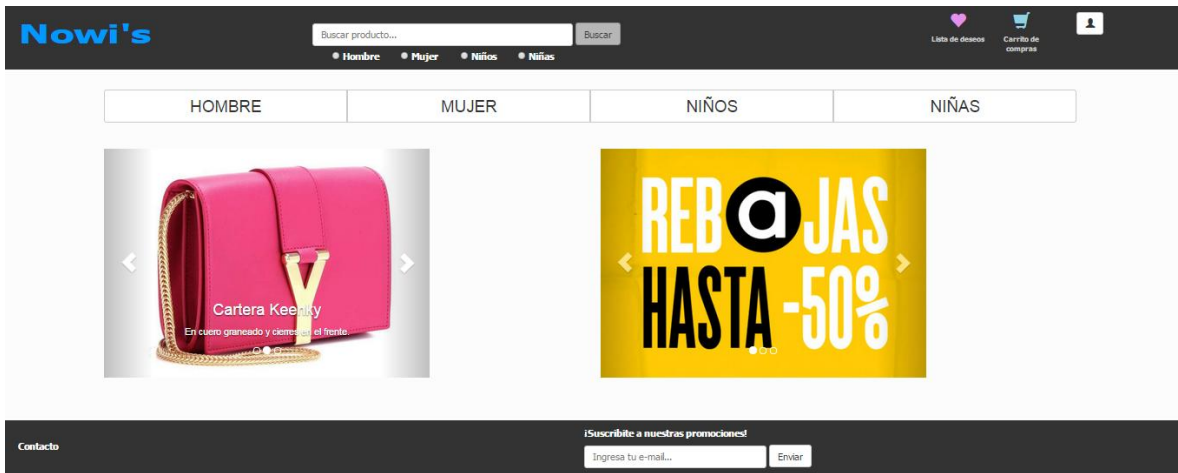 Nowi's
Buscar producto...
Buscar
Hombre Mujer Niños Niñas
Lista de deseos
Carrito de
compras
HOMBRE MUJER NIÑOS NIÑAS
Cartera Keenky
En cuero graneado y cierres en el frente.
REBaJAS
HASTA -50%
Contacto
¡Suscribite a nuestras promociones!
Ingresa tu e-mail...
Enviar